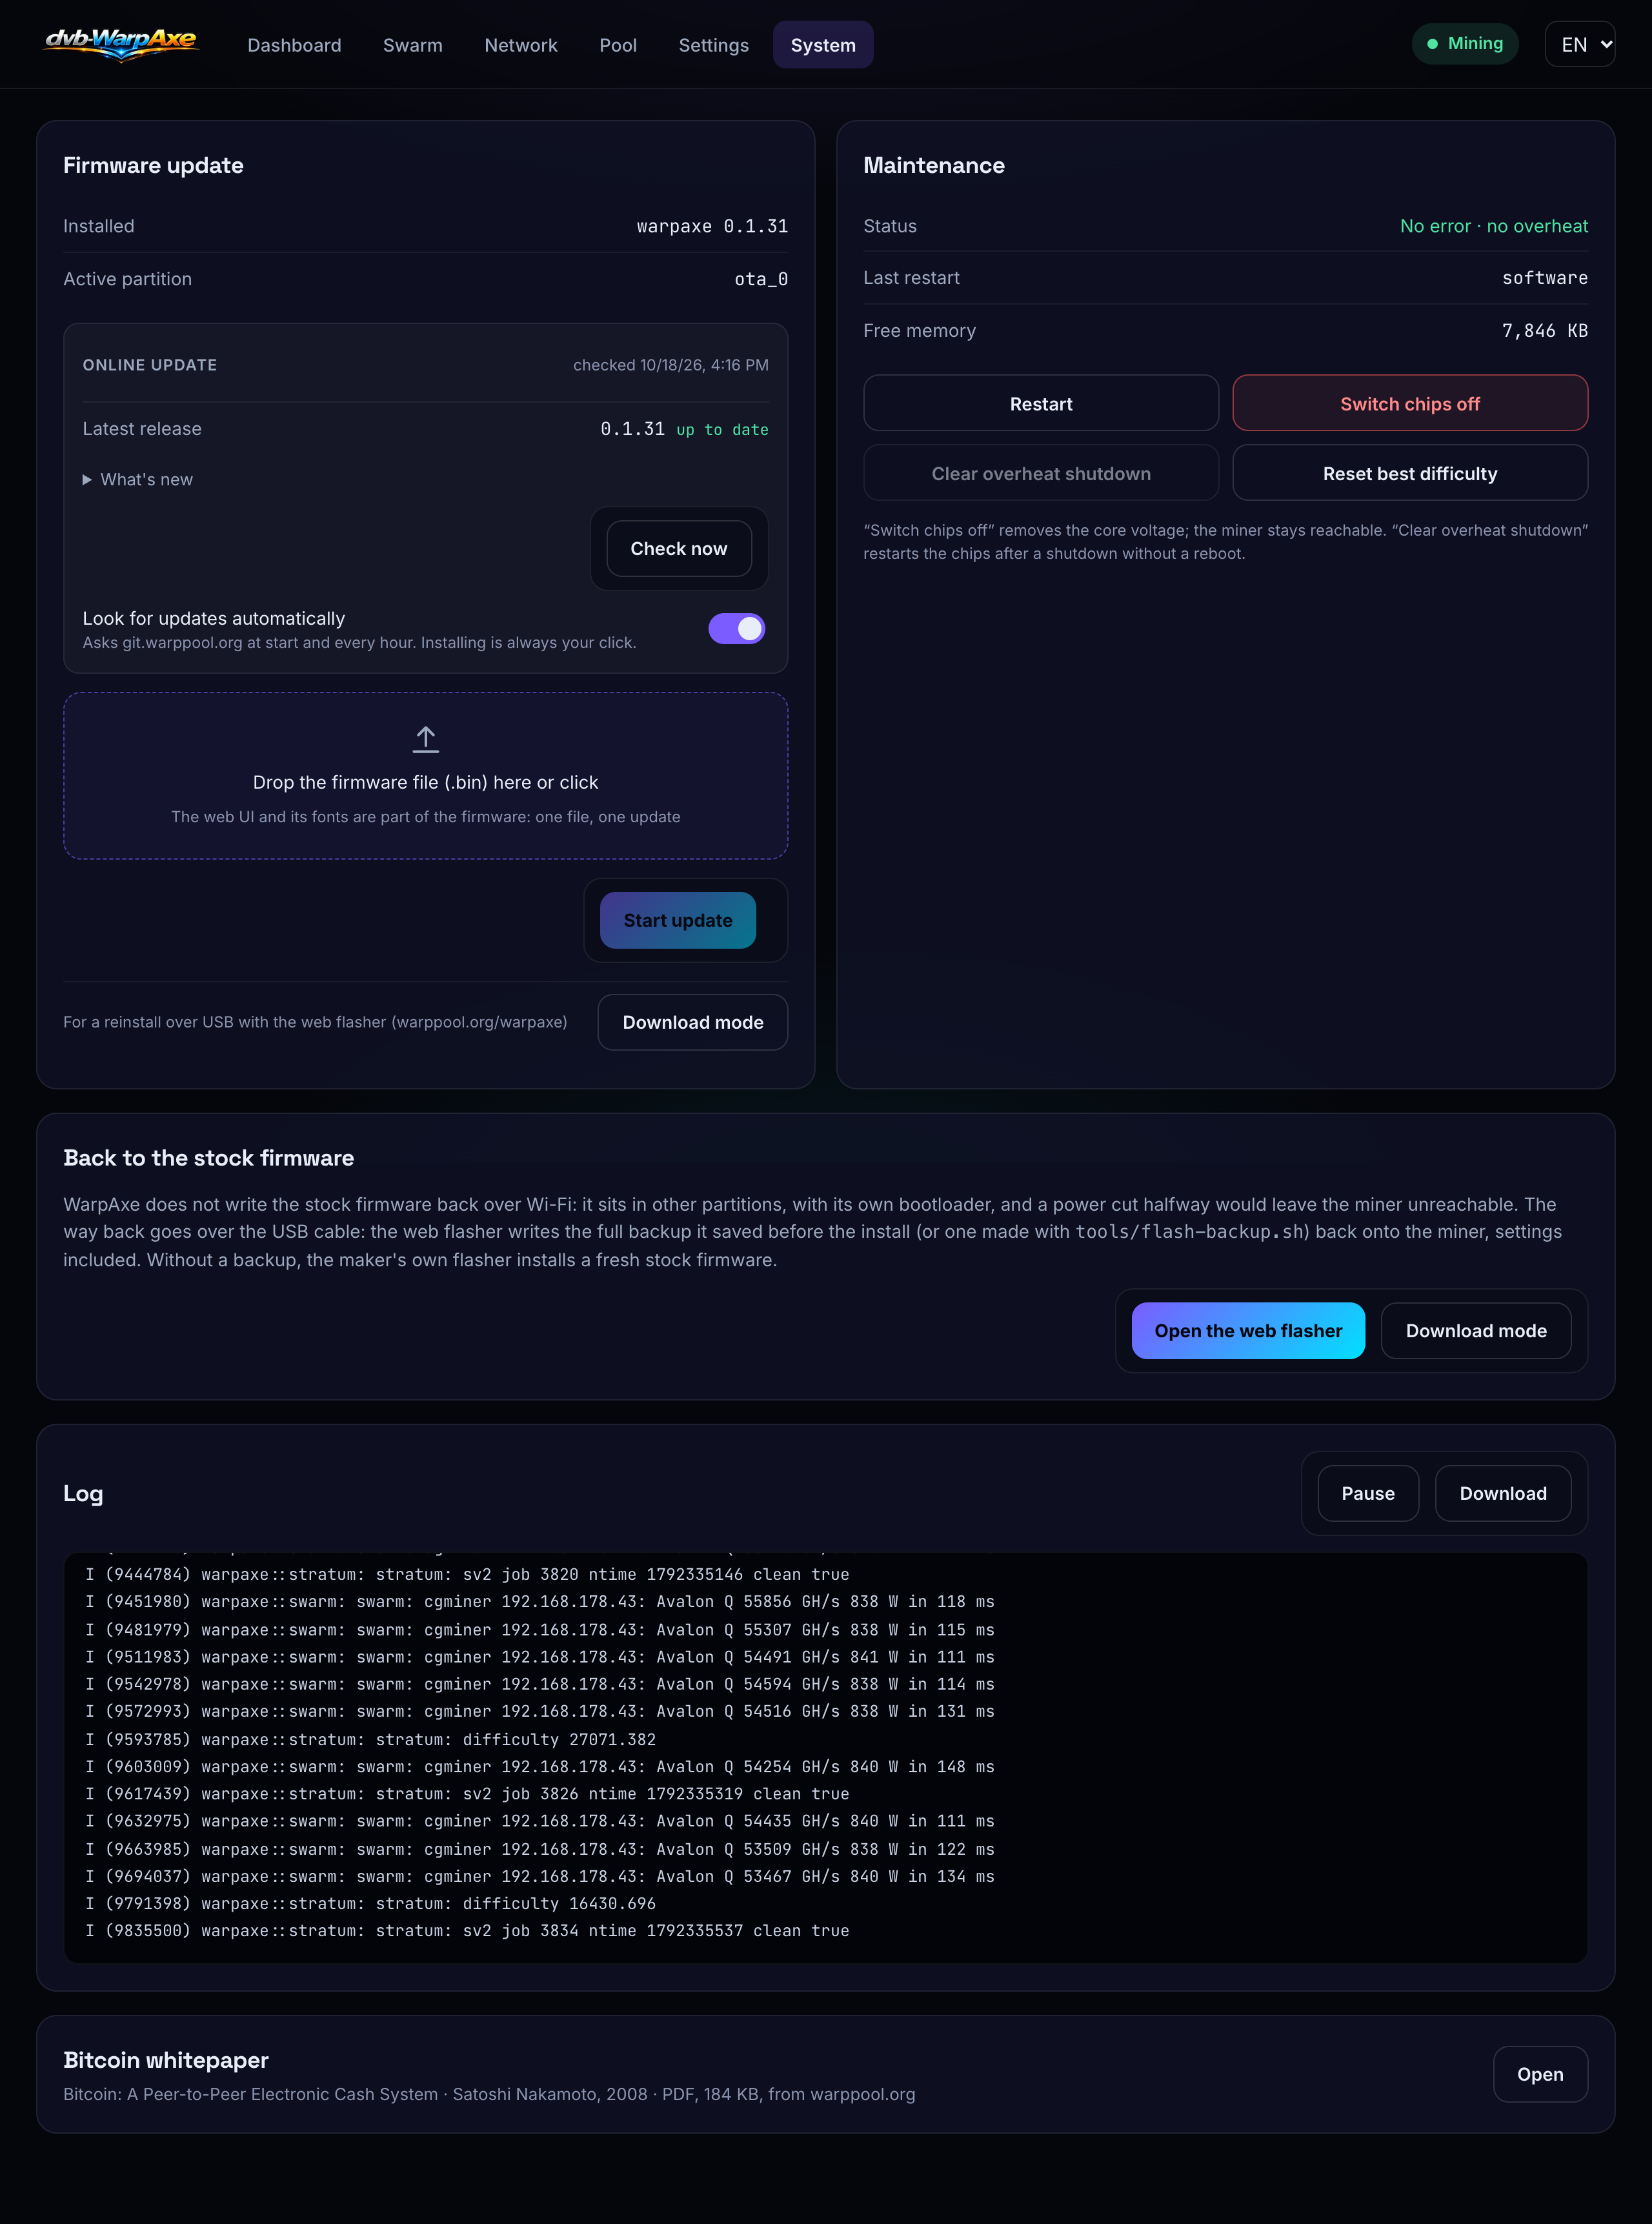 dvb-WarpAxe
Dashboard
Swarm
Network
Pool
Settings
System
Mining
EN
Firmware update
Installed
warpaxe 0.1.31
Active partition
ota_0
ONLINE UPDATE
checked 10/18/26, 4:16 PM
Latest release
0.1.31 up to date
What's new
Check now
Look for updates automatically
Asks git.warppool.org at start and every hour. Installing is always your click.
Drop the firmware file (.bin) here or click
The web UI and its fonts are part of the firmware: one file, one update
Start update
For a reinstall over USB with the web flasher (warppool.org/warpaxe)
Download mode
Maintenance
Status
No error · no overheat
Last restart
software
Free memory
7,846 KB
Restart
Switch chips off
Clear overheat shutdown
Reset best difficulty
“Switch chips off” removes the core voltage; the miner stays reachable. “Clear overheat shutdown”
restarts the chips after a shutdown without a reboot.
Back to the stock firmware
WarpAxe does not write the stock firmware back over Wi-Fi: it sits in other partitions, with its own bootloader, and a power cut halfway would leave the miner unreachable. The
way back goes over the USB cable: the web flasher writes the full backup it saved before the install (or one made with tools/flash-backup.sh) back onto the miner, settings
included. Without a backup, the maker's own flasher installs a fresh stock firmware.
Open the web flasher
Download mode
Log
Pause
Download
I (9444784) warpaxe::stratum: stratum: sv2 job 3820 ntime 1792335146 clean true
I (9451980) warpaxe::swarm: swarm: cgminer 192.168.178.43: Avalon Q 55856 GH/s 838 W in 118 ms
I (9481979) warpaxe::swarm: swarm: cgminer 192.168.178.43: Avalon Q 55307 GH/s 838 W in 115 ms
I (9511983) warpaxe::swarm: swarm: cgminer 192.168.178.43: Avalon Q 54491 GH/s 841 W in 111 ms
I (9542978) warpaxe::swarm: swarm: cgminer 192.168.178.43: Avalon Q 54594 GH/s 838 W in 114 ms
I (9572993) warpaxe::swarm: swarm: cgminer 192.168.178.43: Avalon Q 54516 GH/s 838 W in 131 ms
I (9593785) warpaxe::stratum: stratum: difficulty 27071.382
I (9603009) warpaxe::swarm: swarm: cgminer 192.168.178.43: Avalon Q 54254 GH/s 840 W in 148 ms
I (9617439) warpaxe::stratum: stratum: sv2 job 3826 ntime 1792335319 clean true
I (9632975) warpaxe::swarm: swarm: cgminer 192.168.178.43: Avalon Q 54435 GH/s 840 W in 111 ms
I (9663985) warpaxe::swarm: swarm: cgminer 192.168.178.43: Avalon Q 53509 GH/s 838 W in 122 ms
I (9694037) warpaxe::swarm: swarm: cgminer 192.168.178.43: Avalon Q 53467 GH/s 840 W in 134 ms
I (9791398) warpaxe::stratum: stratum: difficulty 16430.696
I (9835500) warpaxe::stratum: stratum: sv2 job 3834 ntime 1792335537 clean true
Bitcoin whitepaper
Bitcoin: A Peer-to-Peer Electronic Cash System · Satoshi Nakamoto, 2008 · PDF, 184 KB, from warppool.org
Open